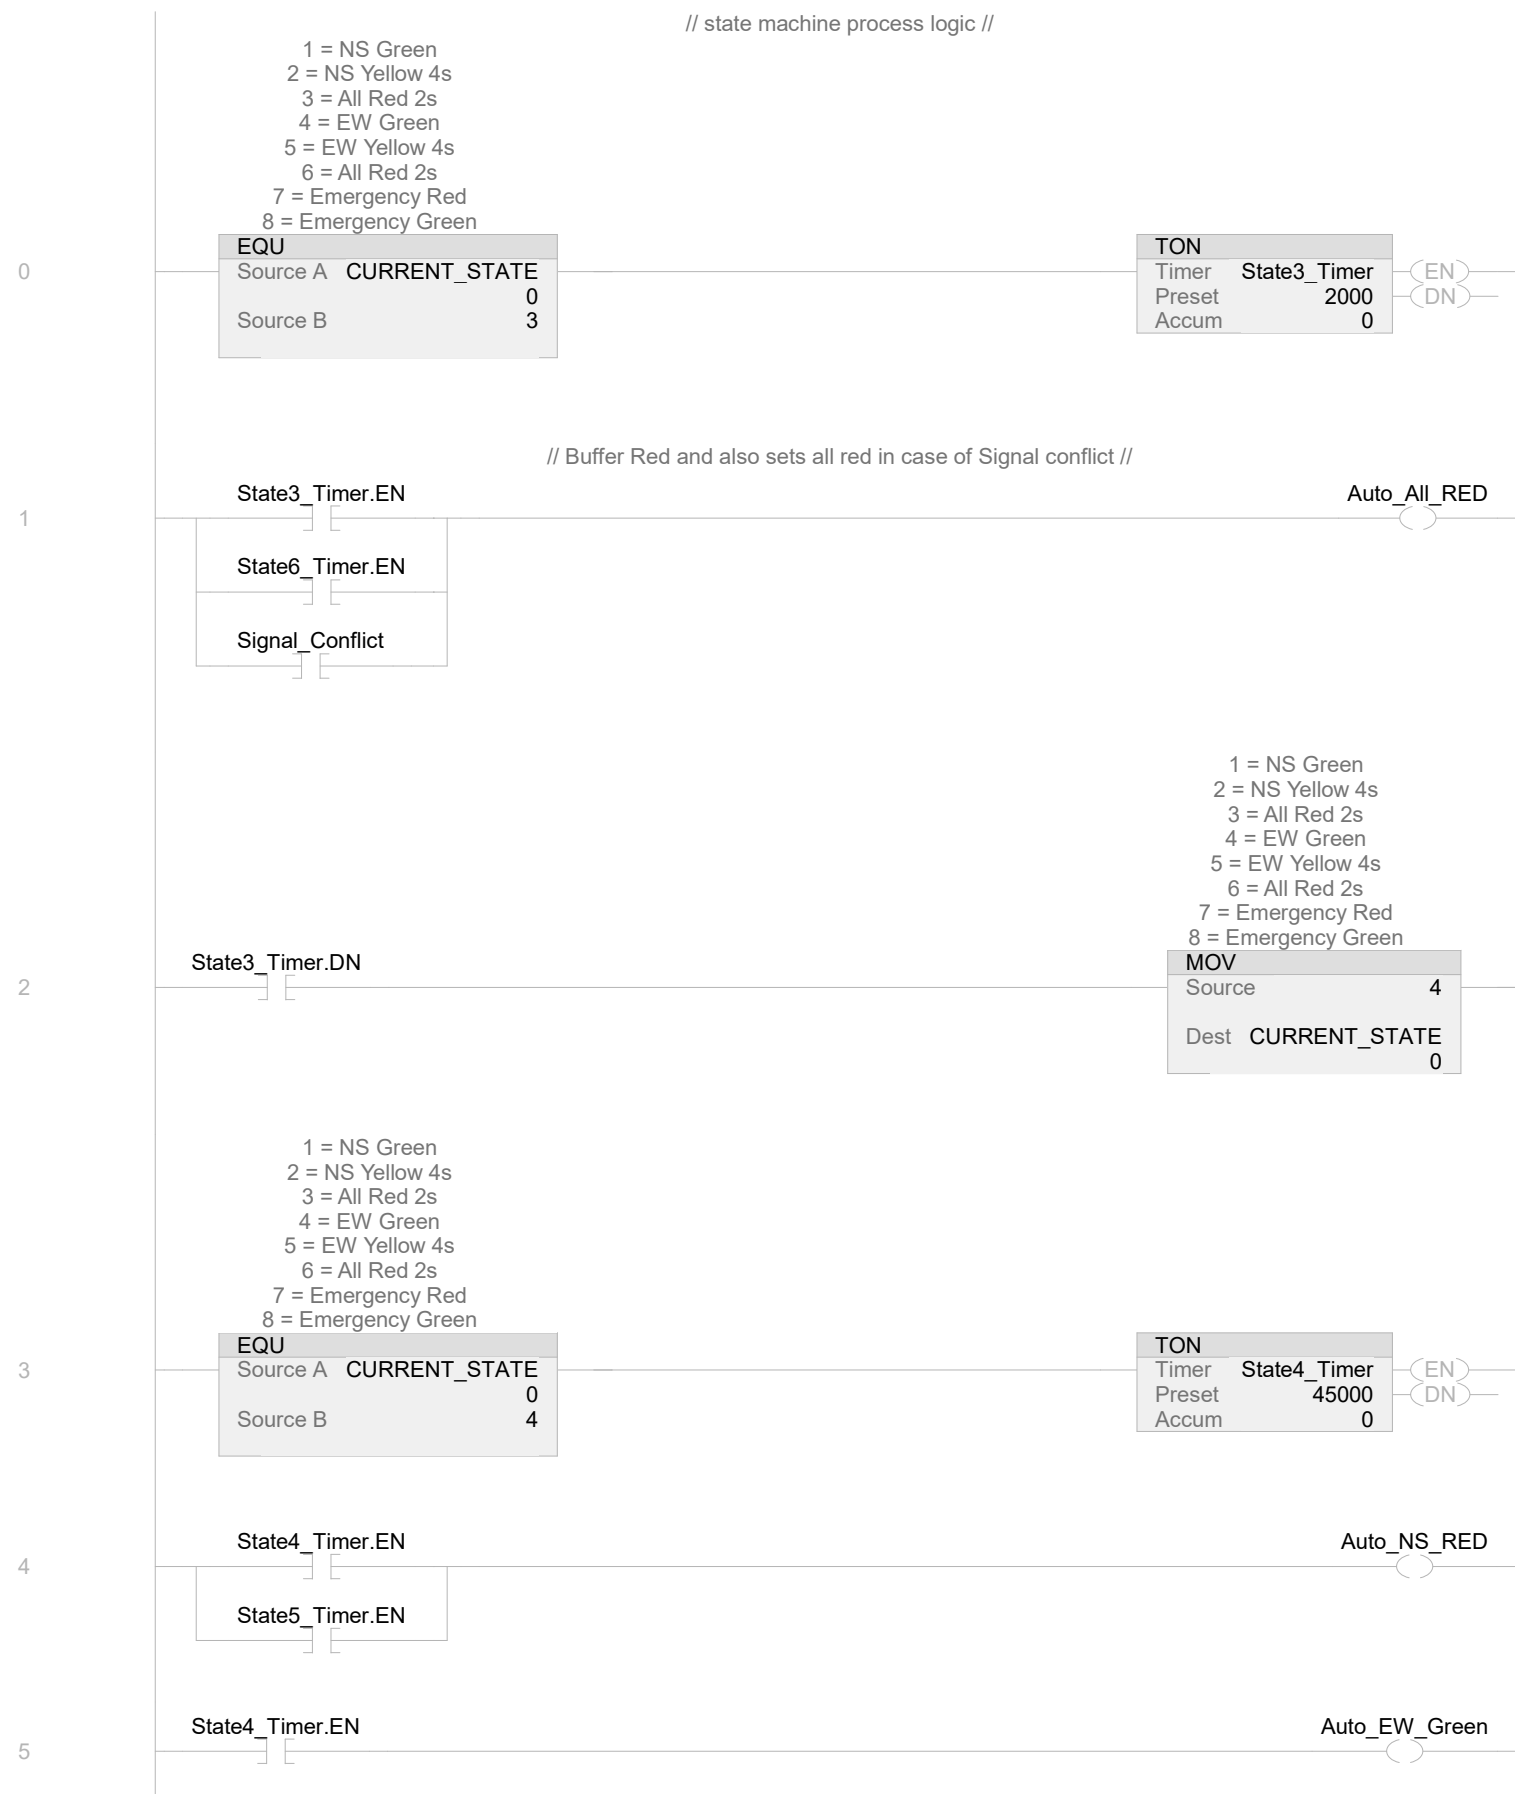 // state machine process logic //
1 = NS Green
2 = NS Yellow 4s
3 = All Red 2s
4 = EW Green
5 = EW Yellow 4s
6 = All Red 2s
7 = Emergency Red
8 = Emergency Green
0
EQU
Source A CURRENT_STATE
0
Source B 3
TON
Timer State3_Timer
Preset 2000
Accum 0
EN
DN
// Buffer Red and also sets all red in case of Signal conflict //
1
State3_Timer.EN
State6_Timer.EN
Signal_Conflict
Auto_All_RED
1 = NS Green
2 = NS Yellow 4s
3 = All Red 2s
4 = EW Green
5 = EW Yellow 4s
6 = All Red 2s
7 = Emergency Red
8 = Emergency Green
2
State3_Timer.DN
MOV
Source 4
Dest CURRENT_STATE
0
1 = NS Green
2 = NS Yellow 4s
3 = All Red 2s
4 = EW Green
5 = EW Yellow 4s
6 = All Red 2s
7 = Emergency Red
8 = Emergency Green
3
EQU
Source A CURRENT_STATE
0
Source B 4
TON
Timer State4_Timer
Preset 45000
Accum 0
EN
DN
4
State4_Timer.EN
State5_Timer.EN
Auto_NS_RED
5
State4_Timer.EN
Auto_EW_Green